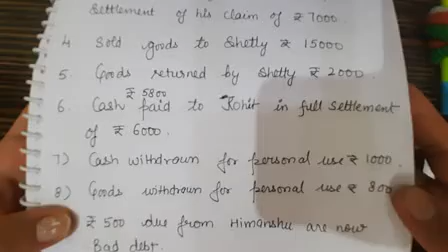 Settlement of his claim of ₹ 7000
4 Sold goods to Shetty ₹ 15000
5. Goods returned by Shetty ₹ 2000.
₹ 5800
6. Cash paid to Rohit in full settlement
of ₹ 6000.
7) Cash withdrawn for personal use ₹ 1000.
8) Goods withdrawn for personal use ₹ 800
₹ 500 due from Himanshu are now
Bad debt.